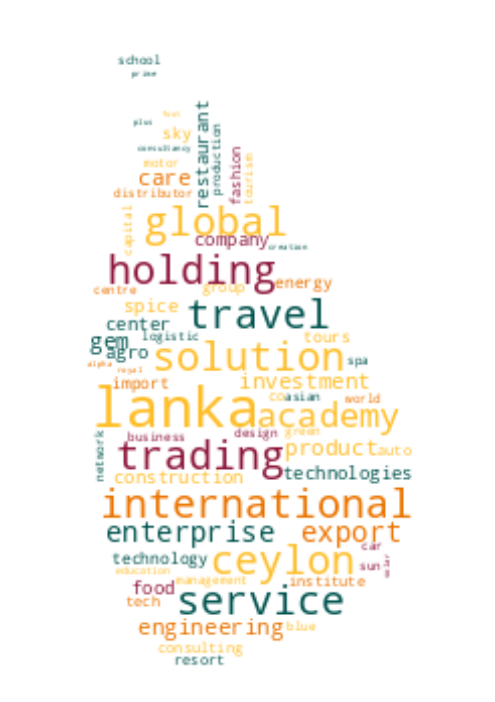 school
prime
food
plus
sky
consultancy
restaurant
production
motor
fashion
tourism
care
distributor
capital
global
company
creation
holding
centre
group
energy
spice
travel
center
gem
logistic
tours
agro
solution
spa
alpha
royal
import
investment
lanka
co
asian
world
academy
network
business
design
green
trading
product
auto
construction
technologies
international
enterprise
export
car
technology
ceylon
sun
solar
education
management
institute
food
tech
service
engineering
blue
consulting
resort